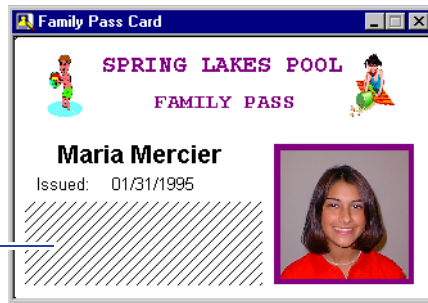 Family Pass Card
SPRING LAKES POOL
FAMILY PASS
Maria Mercier
Issued: 01/31/1995